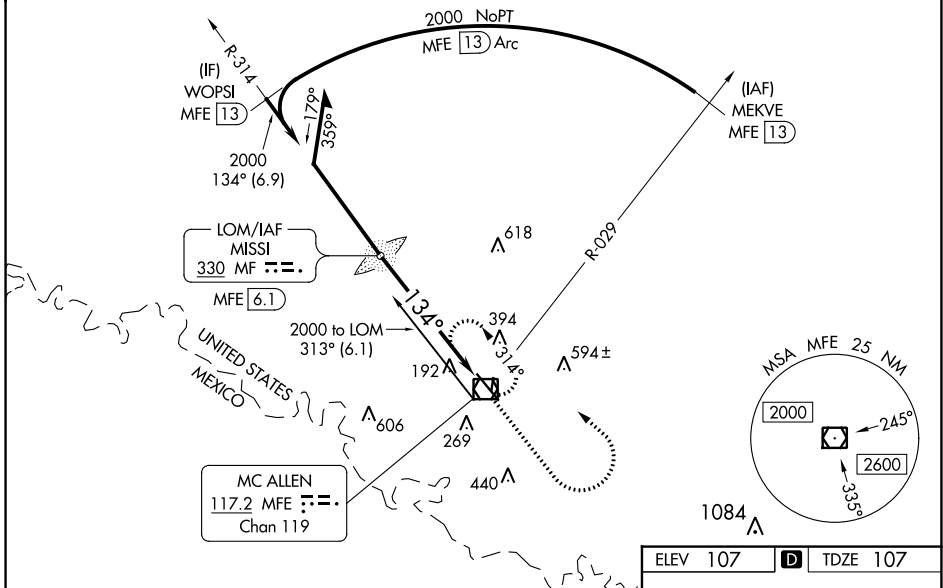 2000 NoPT
MFE 13 Arc
R-314
(IF)
WOPSI
MFE 13
179°
359°
(IAF)
MEKVE
MFE 13
2000
134° (6.9)
LOM/IAF
MISSI
330 MF
MFE 6.1
618
R-029
134°
2000 to LOM
313° (6.1)
394
314°
594±
192
UNITED STATES
MEXICO
606
269
440
MC ALLEN
117.2 MFE
Chan 119
MSA MFE 25 NM
2000
245°
2600
335°
1084
ELEV 107 D TDZE 107